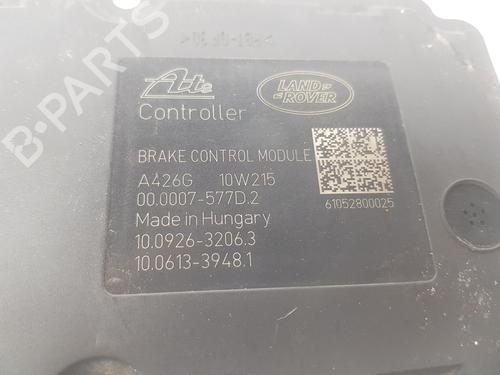 Ate
LAND ROVER
Controller
BRAKE CONTROL MODULE
A426G 10W215
00.0007-577D.2
61052800025
Made in Hungary
10.0926-3206.3
10.0613-3948.1
B-PARTS